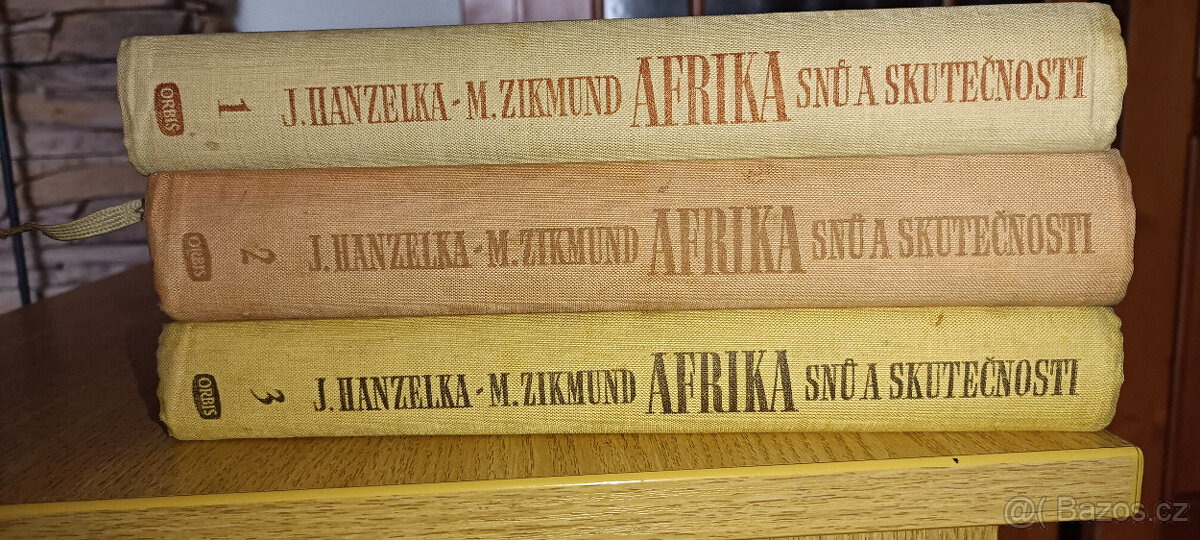 ORBIS 1 J. HANZELKA - M. ZIKMUND AFRIKA SNŮ A SKUTEČNOSTI
ORBIS 2 J. HANZELKA - M. ZIKMUND AFRIKA SNŮ A SKUTEČNOSTI
ORBIS 3 J. HANZELKA - M. ZIKMUND AFRIKA SNŮ A SKUTEČNOSTI
Bazos.cz